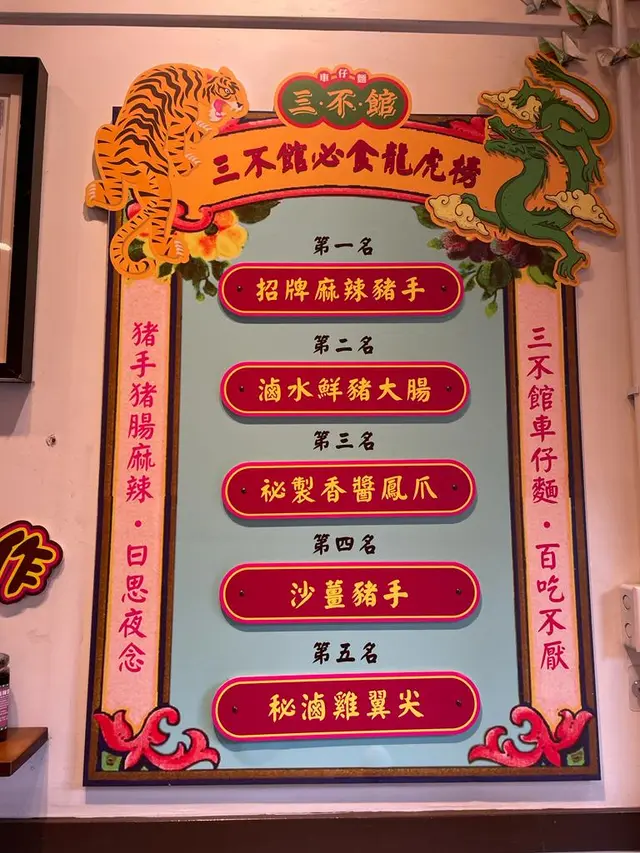 車仔麵
三·不·館
三不館必食龍虎榜
第一名
招牌麻辣豬手
第二名
滷水鮮豬大腸
第三名
祕製香醬鳳爪
第四名
沙薑豬手
第五名
秘滷雞翼尖
三不館車仔麵·百吃不厭
猪手猪腸麻辣·日思夜念
作